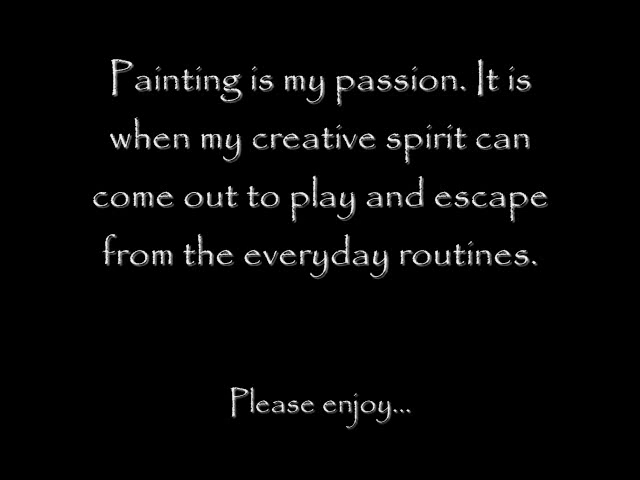 Painting is my passion. It is
when my creative spirit can
come out to play and escape
from the everyday routines.
Please enjoy...